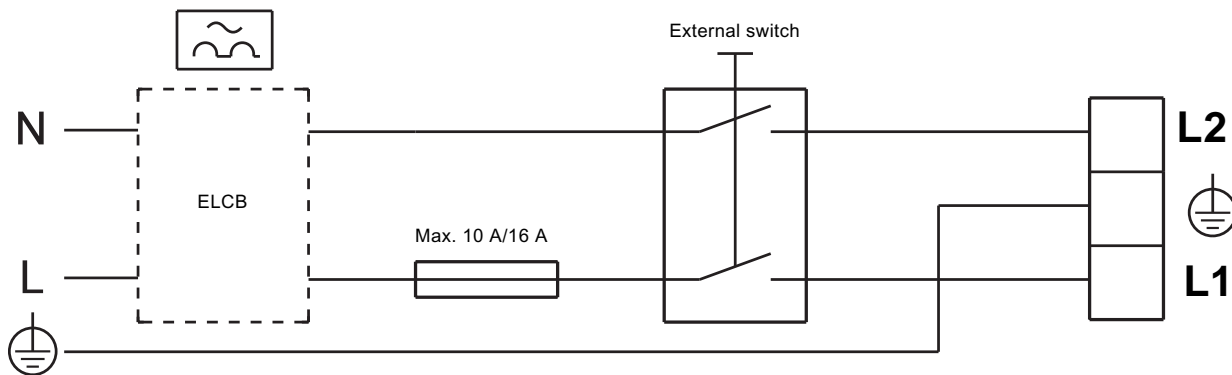 External switch
N
L2
ELCB
Max. 10 A/16 A
L
L1